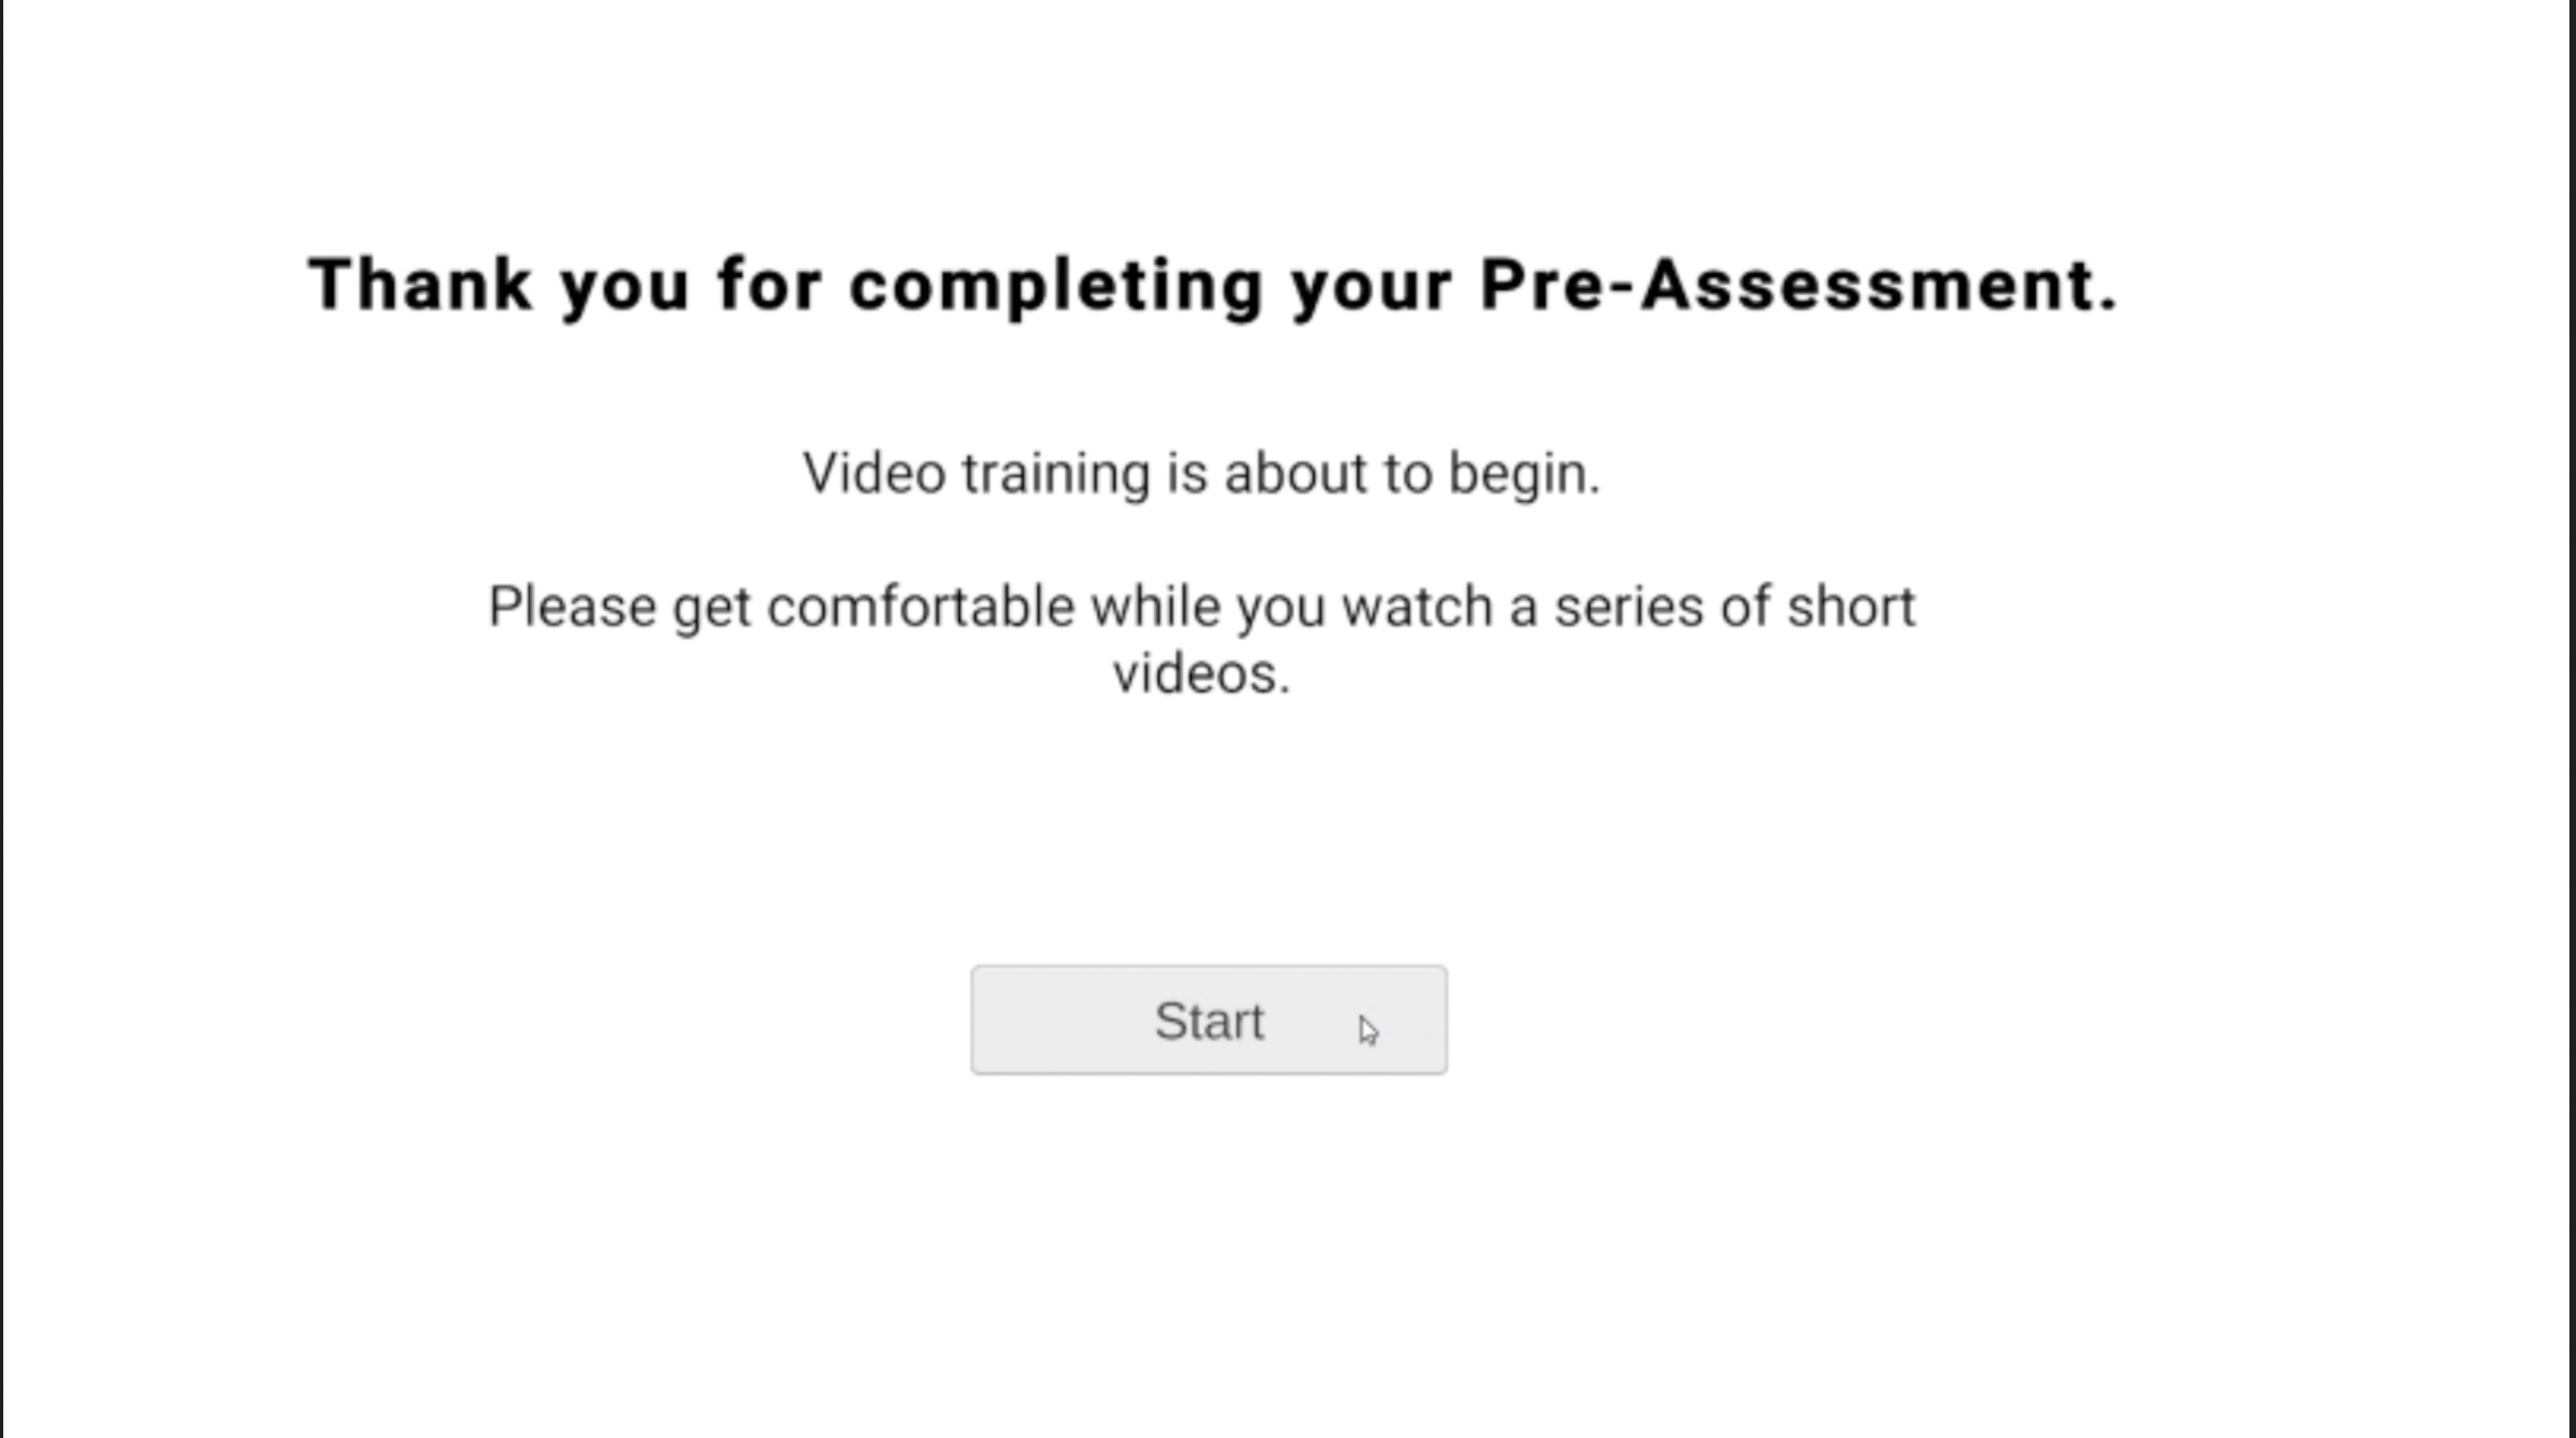 Thank you for completing your Pre-Assessment.
Video training is about to begin.
Please get comfortable while you watch a series of short
videos.
Start